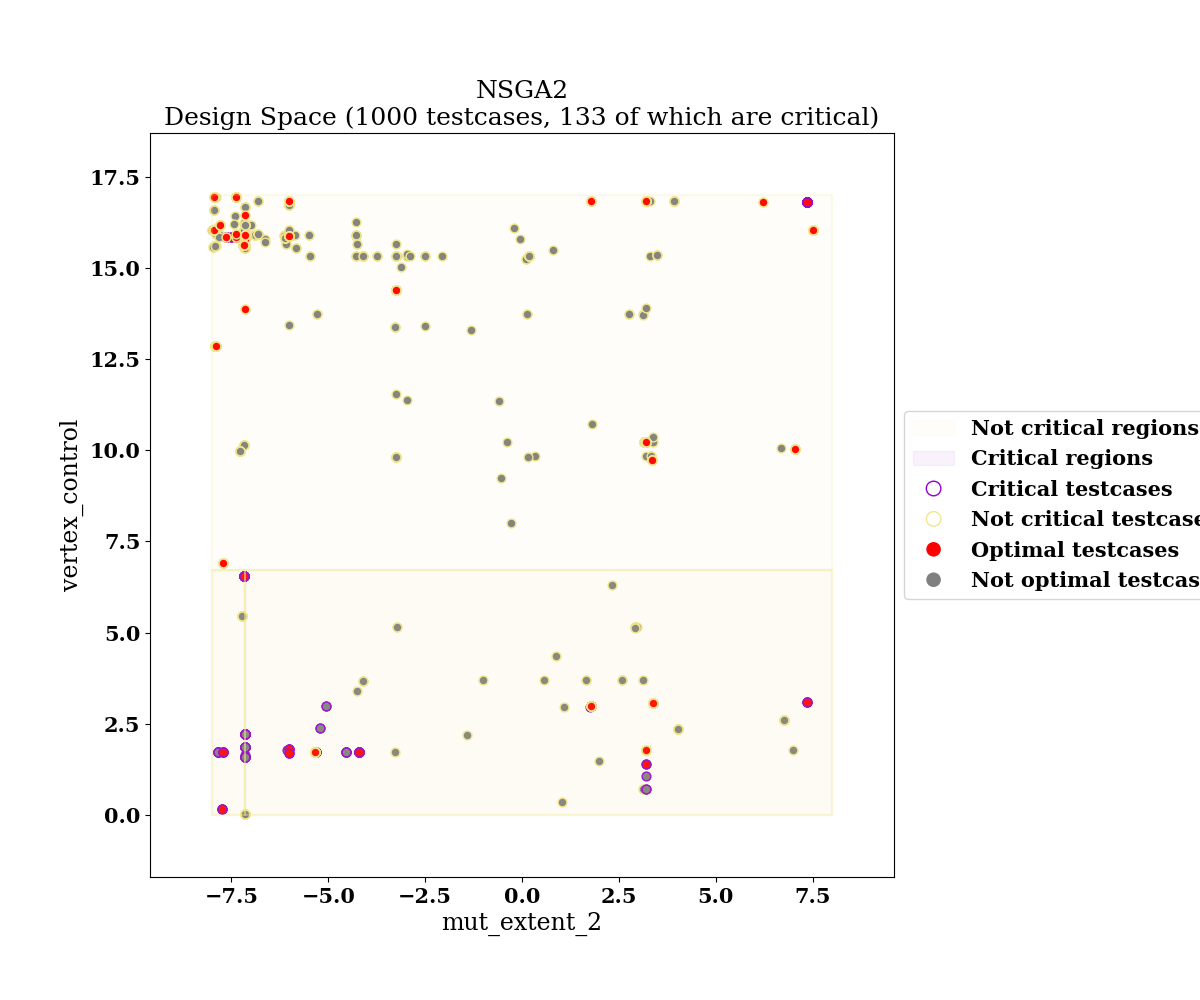 NSGA2
Design Space (1000 testcases, 133 of which are critical)
17.5
15.0
12.5
10.0
7.5
5.0
2.5
0.0
vertex_control
−7.5
−5.0
−2.5
0.0
2.5
5.0
7.5
mut_extent_2
Not critical regions
Critical regions
Critical testcases
Not critical testcase
Optimal testcases
Not optimal testcas